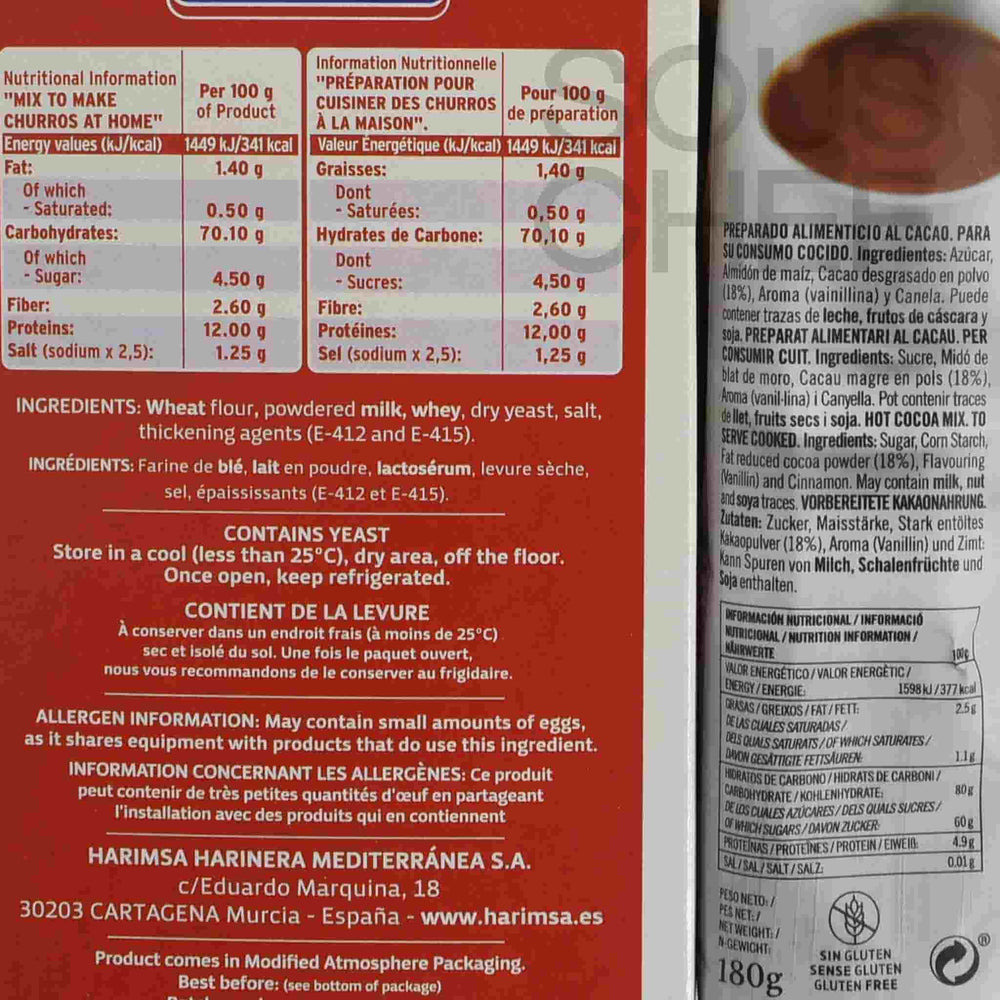 Nutritional Information
"MIX TO MAKE
CHURROS AT HOME"
Per 100 g
of Product
Energy values (kJ/kcal) 1449 kJ/341 kcal
Fat: 1.40 g
Of which
- Saturated: 0.50 g
Carbohydrates: 70.10 g
Of which
- Sugar: 4.50 g
Fiber: 2.60 g
Proteins: 12.00 g
Salt (sodium x 2,5): 1.25 g
Information Nutritionnelle
"PRÉPARATION POUR
CUISINER DES CHURROS
À LA MAISON".
Pour 100 g
de préparation
Valeur Énergétique (kJ/kcal) 1449 kJ/341 kcal
Graisses: 1,40 g
Dont
- Saturées: 0,50 g
Hydrates de Carbone: 70,10 g
Dont
- Sucres: 4,50 g
Fibre: 2,60 g
Protéines: 12,00 g
Sel (sodium x 2,5): 1,25 g
INGREDIENTS: Wheat flour, powdered milk, whey, dry yeast, salt,
thickening agents (E-412 and E-415).
INGRÉDIENTS: Farine de blé, lait en poudre, lactosérum, levure sèche,
sel, épaississants (E-412 et E-415).
CONTAINS YEAST
Store in a cool (less than 25°C), dry area, off the floor.
Once open, keep refrigerated.
CONTIENT DE LA LEVURE
À conserver dans un endroit frais (à moins de 25°C)
sec et isolé du sol. Une fois le paquet ouvert,
nous vous recommandons de le conserver au frigidaire.
ALLERGEN INFORMATION: May contain small amounts of eggs,
as it shares equipment with products that do use this ingredient.
INFORMATION CONCERNANT LES ALLERGÈNES: Ce produit
peut contenir de très petites quantités d'œuf en partageant
l'installation avec des produits qui en contiennent
HARIMSA HARINERA MEDITERRÁNEA S.A.
c/Eduardo Marquina, 18
30203 CARTAGENA Murcia - España - www.harimsa.es
Product comes in Modified Atmosphere Packaging.
Best before: (see bottom of package)
SOUS
CHEF
PREPARADO ALIMENTICIO AL CACAO. PARA
SU CONSUMO COCIDO. Ingredientes: Azúcar,
Almidón de maíz, Cacao desgrasado en polvo
(18%), Aroma (vainillina) y Canela. Puede
contener trazas de leche, frutos de cáscara y
soja. PREPARAT ALIMENTARI AL CACAU. PER
CONSUMIR CUIT. Ingredients: Sucre, Midó de
blat de moro, Cacau magre en pols (18%),
Aroma (vanil·lina) i Canyella. Pot contenir traces
de llet, fruits secs i soja. HOT COCOA MIX. TO
SERVE COOKED. Ingredients: Sugar, Corn Starch,
Fat reduced cocoa powder (18%), Flavouring
(Vanillin) and Cinnamon. May contain milk, nut
and soya traces. VORBEREITETE KAKAONAHRUNG.
Zutaten: Zucker, Maisstärke, Stark entöltes
Kakaopulver (18%), Aroma (Vanillin) und Zimt.
Kann Spuren von Milch, Schalenfrüchte und
Soja enthalten.
INFORMACIÓN NUTRICIONAL / INFORMACIÓ
NUTRICIONAL / NUTRITION INFORMATION /
NÄHRWERTE 100g
VALOR ENERGÉTICO / VALOR ENERGÈTIC /
ENERGY / ENERGIE: 1598 kJ / 377 kcal
GRASAS / GREIXOS / FAT / FETT: 2.5 g
DE LAS CUALES SATURADAS /
DELS QUALS SATURATS / OF WHICH SATURATES /
DAVON GESÄTTIGTE FETTSÄUREN: 1.1 g
HIDRATOS DE CARBONO / HIDRATS DE CARBONI /
CARBOHYDRATE / KOHLENHYDRATE: 80 g
DE LOS CUALES AZÚCARES / DELS QUALS SUCRES /
OF WHICH SUGARS / DAVON ZUCKER: 60 g
PROTEÍNAS / PROTEÏNES / PROTEIN / EIWEIß: 4.9 g
SAL / SAL / SALT / SALZ: 0.01 g
PESO NETO: /
PES NET: /
NET WEIGHT: /
N-GEWICHT:
180g
SIN GLUTEN
SENSE GLUTEN
GLUTEN FREE
®